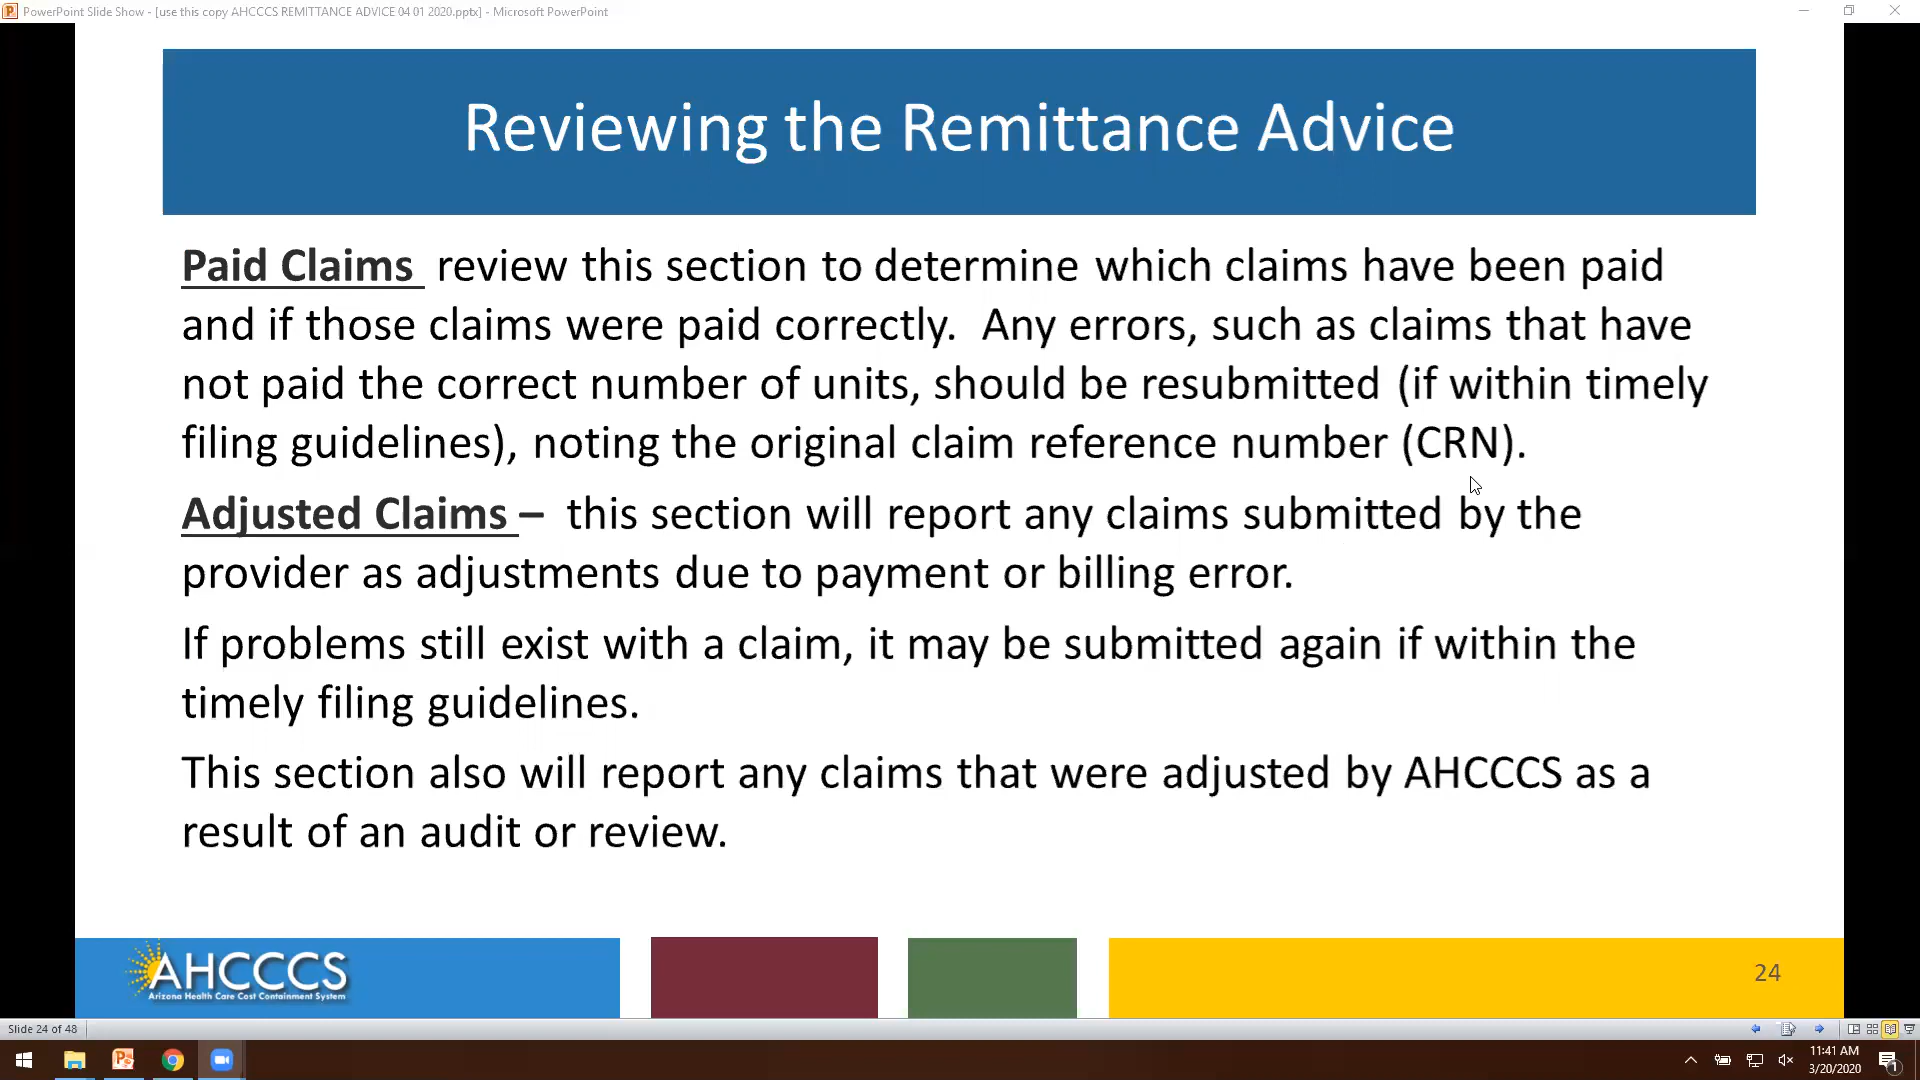 PowerPoint Slide Show - [use this copy AHCCCS REMITTANCE ADVICE 04 01 2020.pptx] - Microsoft PowerPoint
Reviewing the Remittance Advice
Paid Claims review this section to determine which claims have been paid
and if those claims were paid correctly. Any errors, such as claims that have
not paid the correct number of units, should be resubmitted (if within timely
filing guidelines), noting the original claim reference number (CRN).
Adjusted Claims – this section will report any claims submitted by the
provider as adjustments due to payment or billing error.
If problems still exist with a claim, it may be submitted again if within the
timely filing guidelines.
This section also will report any claims that were adjusted by AHCCCS as a
result of an audit or review.
AHCCCS
Arizona Health Care Cost Containment System
24
Slide 24 of 48
11:41 AM
3/20/2020
1